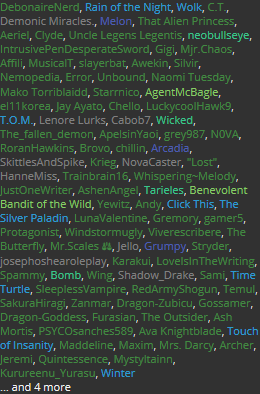 DebonaireNerd, Rain of the Night, Wolk, C.T.,
Demonic Miracles., Melon, That Alien Princess,
Aeriel, Clyde, Uncle Legens Legentis, neobullseye,
IntrusivePenDesperateSword, Gigi, Mjr.Chaos,
Affili, MusicalT, slayerbat, Awekin, Silvir,
Nemopedia, Error, Unbound, Naomi Tuesday,
Mako Torriblaidd, Starmico, AgentMcBagle,
el11korea, Jay Ayato, Chello, LuckycoolHawk9,
T.O.M., Lenore Lurks, Cabob7, Wicked,
The_fallen_demon, ApelsinYaoi, grey987, N0VA,
RoranHawkins, Brovo, chillin, Arcadia,
SkittlesAndSpike, Krieg, NovaCaster, "Lost",
HanneMiss, Trainbrain16, Whispering~Melody,
JustOneWriter, AshenAngel, Tarieles, Benevolent
Bandit of the Wild, Yewitz, Andy, Click This, The
Silver Paladin, LunaValentine, Gremory, gamer5,
Protagonist, Windstormugly, Viverescribere, The
Butterfly, Mr.Scales ⚖, Jello, Grumpy, Stryder,
josephoshearoleplay, Karakui, LoveIsInTheWriting,
Spammy, Bomb, Wing, Shadow_Drake, Sami, Time
Turtle, SleeplessVampire, RedArmyShogun, Temul,
SakuraHiragi, Zanmar, Dragon-Zubicu, Gossamer,
Dragon-Goddess, Furasian, The Outsider, Ash
Mortis, PSYCOsanches589, Ava Knightblade, Touch
of Insanity, Maddeline, Maxim, Mrs. Darcy, Archer,
Jeremi, Quintessence, MystyItainn,
Kurureenu_Yurasu, Winter
... and 4 more